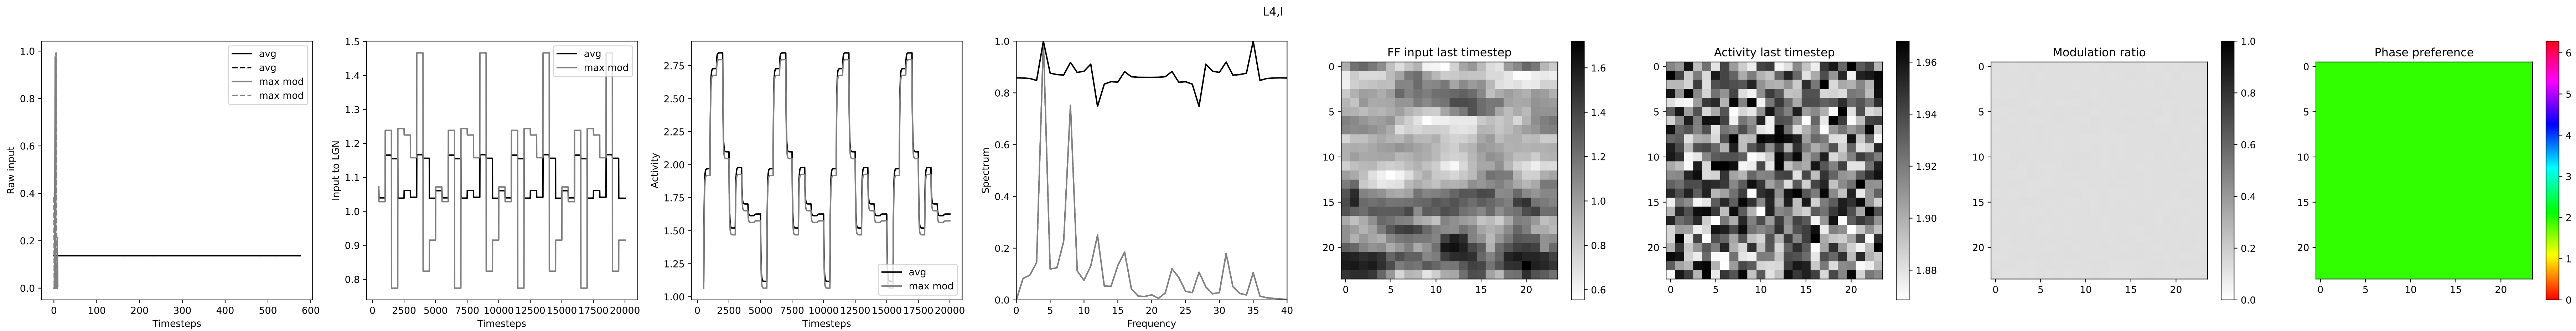 L4,I
1.0
0.8
0.6
0.4
0.2
0.0
Raw input
0 100 200 300 400 500 600
Timesteps
avg
avg
max mod
max mod
1.5
1.4
1.3
1.2
1.1
1.0
0.9
0.8
Input to LGN
0 2500 5000 7500 10000 12500 15000 17500 20000
Timesteps
avg
max mod
2.75
2.50
2.25
2.00
1.75
1.50
1.25
1.00
Activity
0 2500 5000 7500 10000 12500 15000 17500 20000
Timesteps
avg
max mod
1.0
0.8
0.6
0.4
0.2
0.0
Spectrum
0 5 10 15 20 25 30 35 40
Frequency
FF input last timestep
0
5
10
15
20
0 5 10 15 20
1.6
1.4
1.2
1.0
0.8
0.6
Activity last timestep
0
5
10
15
20
0 5 10 15 20
1.96
1.94
1.92
1.90
1.88
Modulation ratio
0
5
10
15
20
0 5 10 15 20
1.0
0.8
0.6
0.4
0.2
0.0
Phase preference
0
5
10
15
20
0 5 10 15 20
6
5
4
3
2
1
0